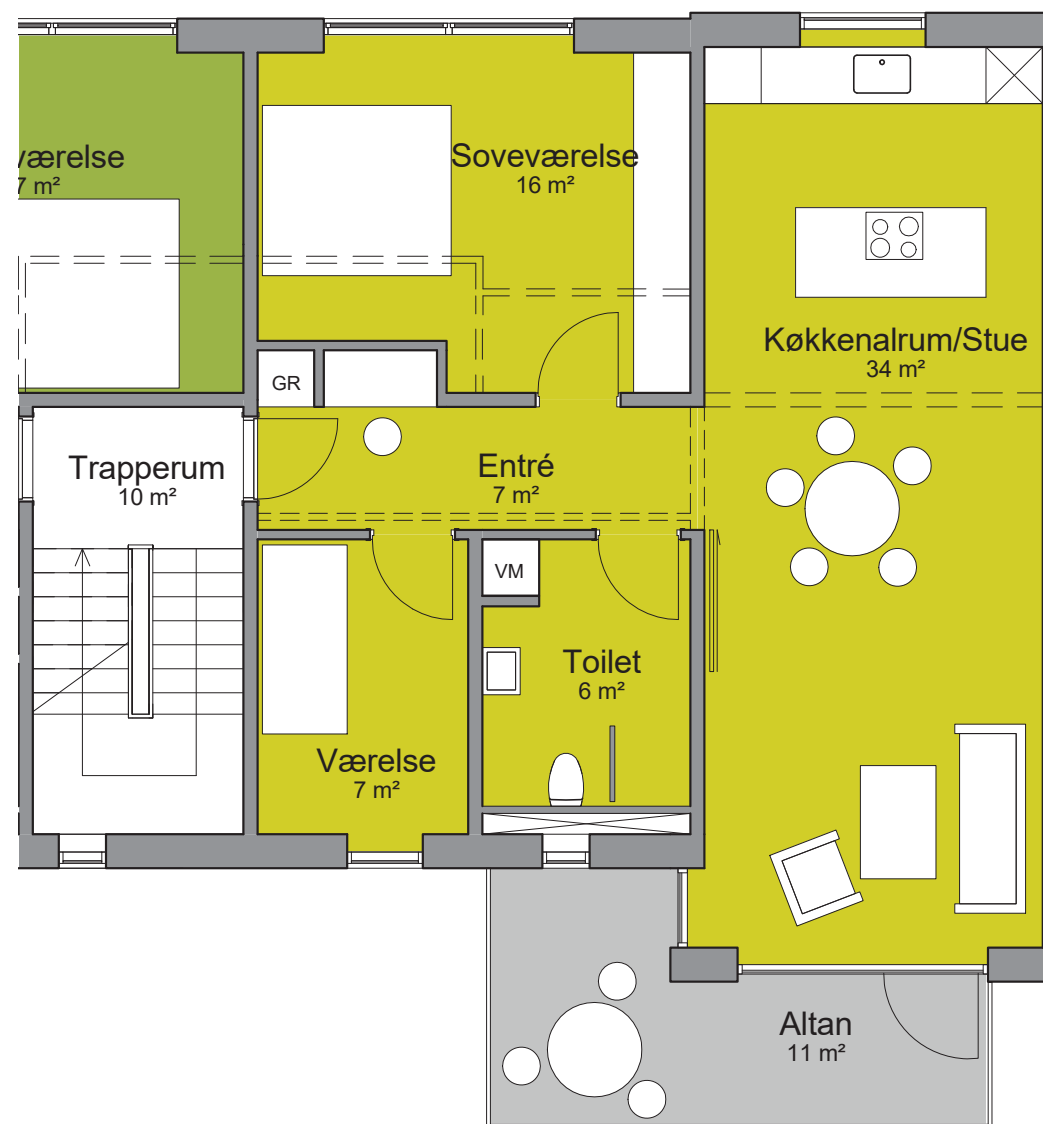 værelse
7 m²
Soveværelse
16 m²
Køkkenalrum/Stue
34 m²
GR
Trapperum
10 m²
Entré
7 m²
VM
Toilet
6 m²
Værelse
7 m²
Altan
11 m²